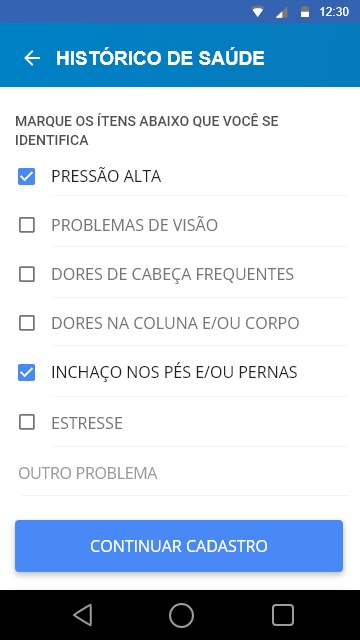 12:30
HISTÓRICO DE SAÚDE
MARQUE OS ÍTENS ABAIXO QUE VOCÊ SE
IDENTIFICA
PRESSÃO ALTA
PROBLEMAS DE VISÃO
DORES DE CABEÇA FREQUENTES
DORES NA COLUNA E/OU CORPO
INCHAÇO NOS PÉS E/OU PERNAS
ESTRESSE
OUTRO PROBLEMA
CONTINUAR CADASTRO